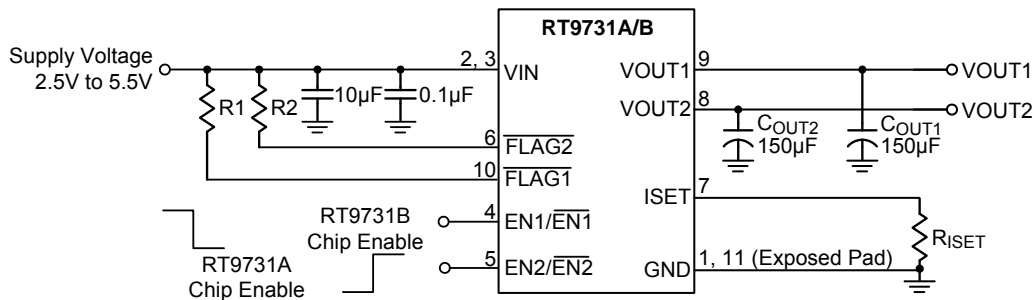 RT9731A/B
Supply Voltage
2.5V to 5.5V
2, 3
VIN
VOUT1
9
VOUT1
R1
R2
10µF
0.1µF
VOUT2
8
VOUT2
COUT2
150µF
COUT1
150µF
6
FLAG2
10
FLAG1
ISET
7
RISET
RT9731B
Chip Enable
4
EN1/EN1
RT9731A
Chip Enable
5
EN2/EN2
GND
1, 11 (Exposed Pad)